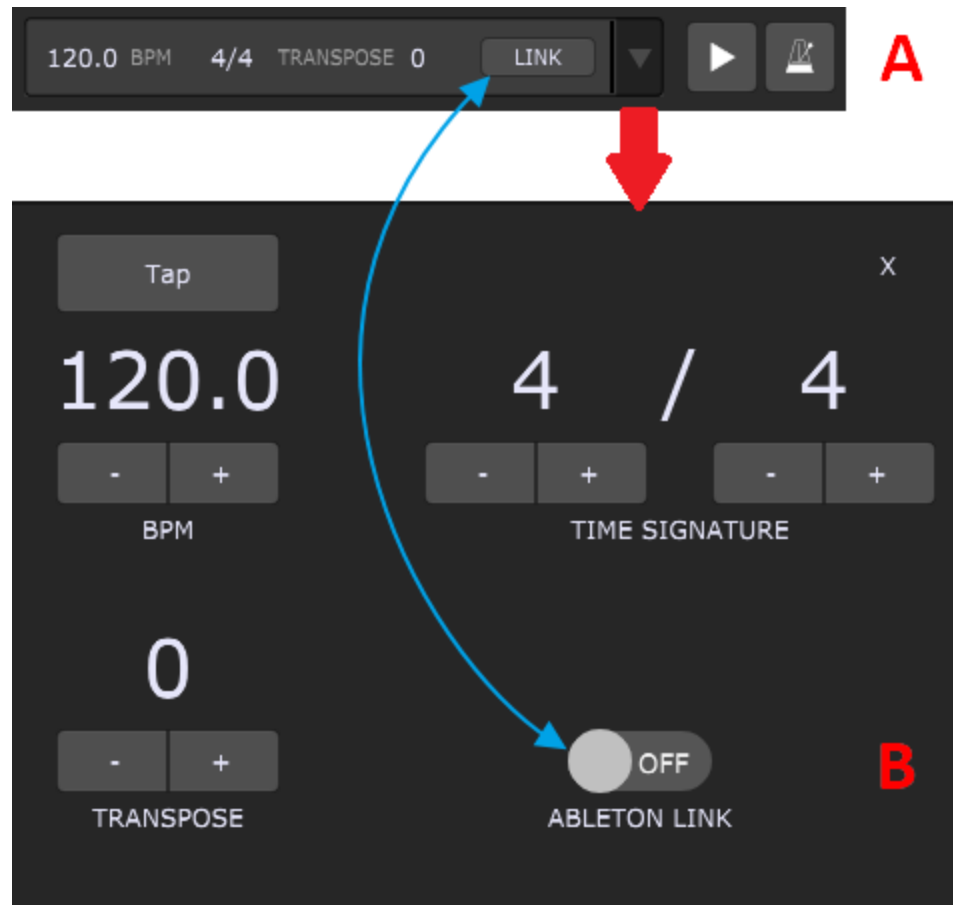 120.0 BPM 4/4 TRANSPOSE 0 LINK A
Tap X
120.0 4 / 4
- + - + - +
BPM TIME SIGNATURE
0
- + OFF B
TRANSPOSE ABLETON LINK